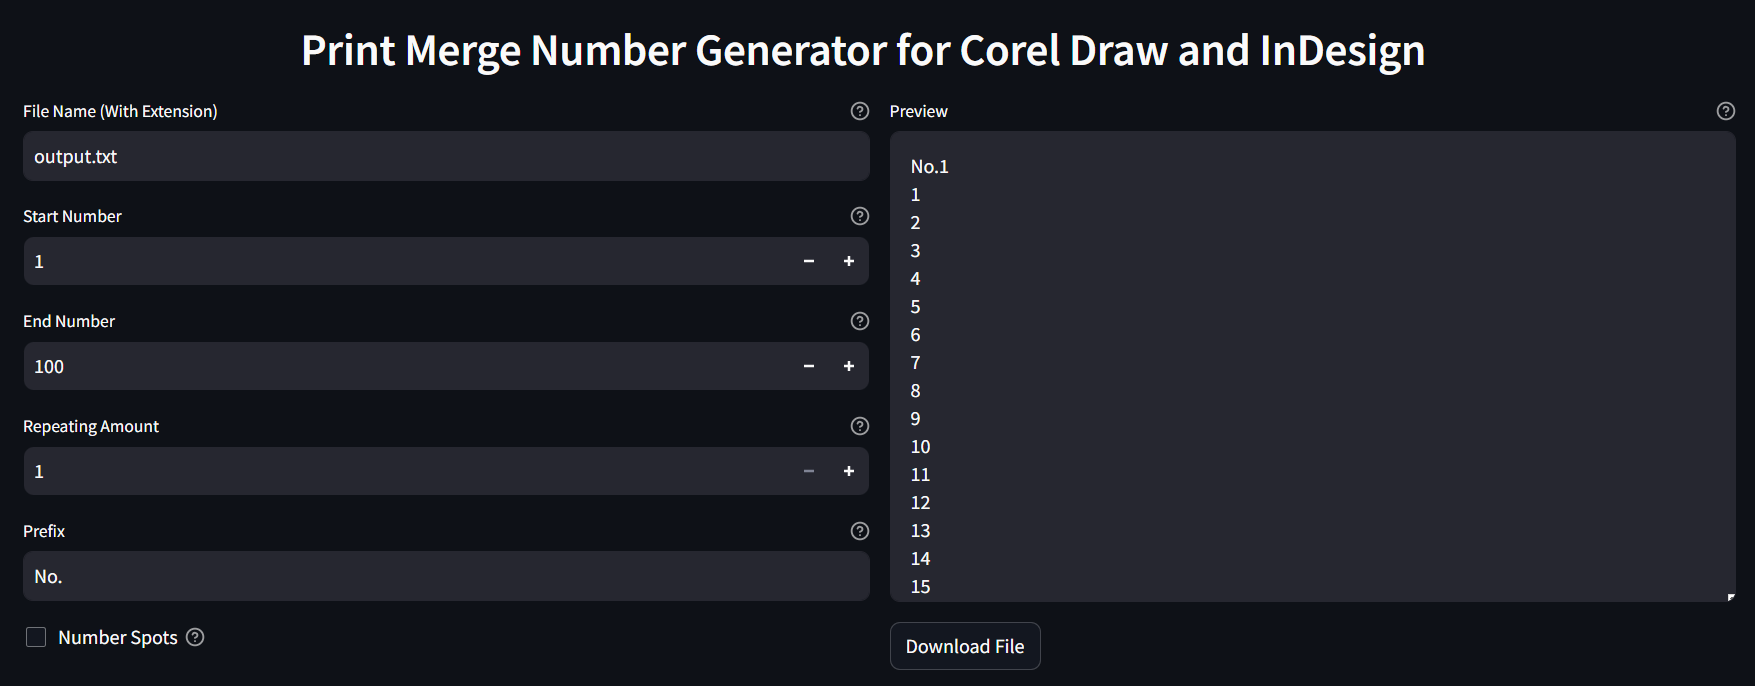 Print Merge Number Generator for Corel Draw and InDesign
File Name (With Extension)
output.txt
Start Number
1
End Number
100
Repeating Amount
1
Prefix
No.
Number Spots
Preview
No.1
1
2
3
4
5
6
7
8
9
10
11
12
13
14
15
Download File